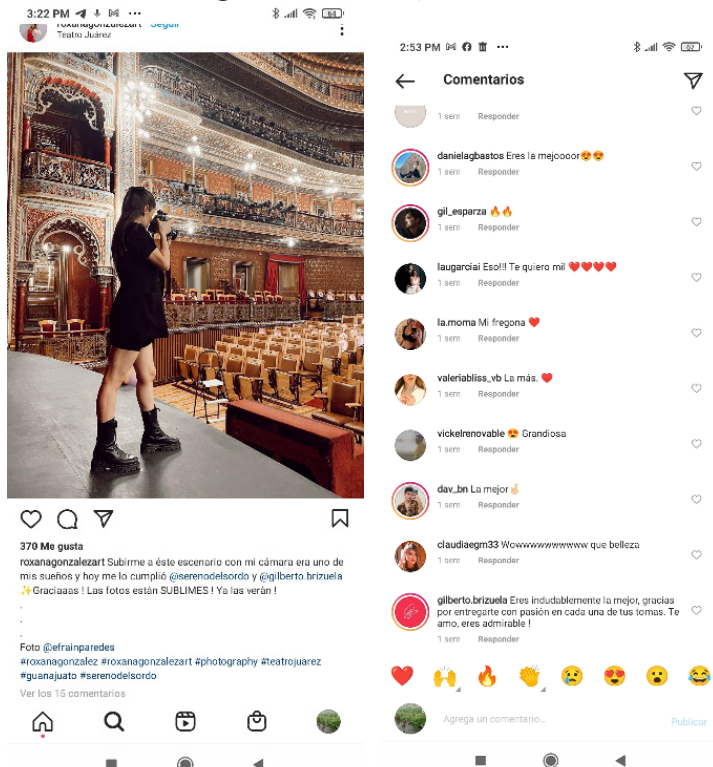 3:22 PM
64
roxanagonzalezart Seguir
Teatro Juárez
370 Me gusta
roxanagonzalezart Subirme a éste escenario con mi cámara era uno de
mis sueños y hoy me lo cumplió @serenodelsordo y @gilberto.brizuela
✨Graciaaas ! Las fotos están SUBLIMES ! Ya las verán !
.
.
.
Foto @efrainparedes
#roxanagonzalez #roxanagonzalezart #photography #teatrojuarez
#guanajuato #serenodelsordo
Ver los 15 comentarios
2:53 PM
67
Comentarios
1 sem Responder
danielagbastos Eres la mejoooor😍😍
1 sem Responder
gil_esparza 🔥🔥
1 sem Responder
laugarciai Eso!!! Te quiero mil ❤️❤️❤️❤️
1 sem Responder
la.moma Mi fregona ❤️
1 sem Responder
valeriabliss_vb La más. ❤️
1 sem Responder
vickelrenovable 😍 Grandiosa
1 sem Responder
dav_bn La mejor🤞🏻
1 sem Responder
claudiaegm33 Wowwwwwwwwwww que belleza
1 sem Responder
gilberto.brizuela Eres indudablemente la mejor, gracias
por entregarte con pasión en cada una de tus tomas. Te
amo, eres admirable !
1 sem Responder
❤️ 🙌 🔥 👏 😢 😍 😮 😂
Agrega un comentario... Publicar